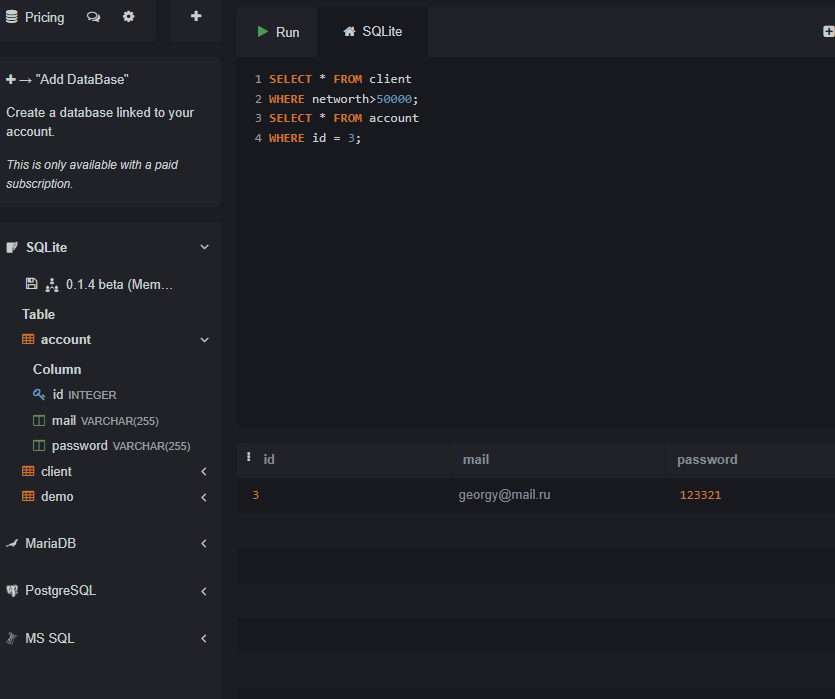 Pricing
+ → "Add DataBase"
Create a database linked to your
account.
This is only available with a paid
subscription.
SQLite
0.1.4 beta (Mem...
Table
account
Column
id INTEGER
mail VARCHAR(255)
password VARCHAR(255)
client
demo
MariaDB
PostgreSQL
MS SQL
Run
SQLite
1 SELECT * FROM client
2 WHERE networth>50000;
3 SELECT * FROM account
4 WHERE id = 3;
id mail password
3 georgy@mail.ru 123321